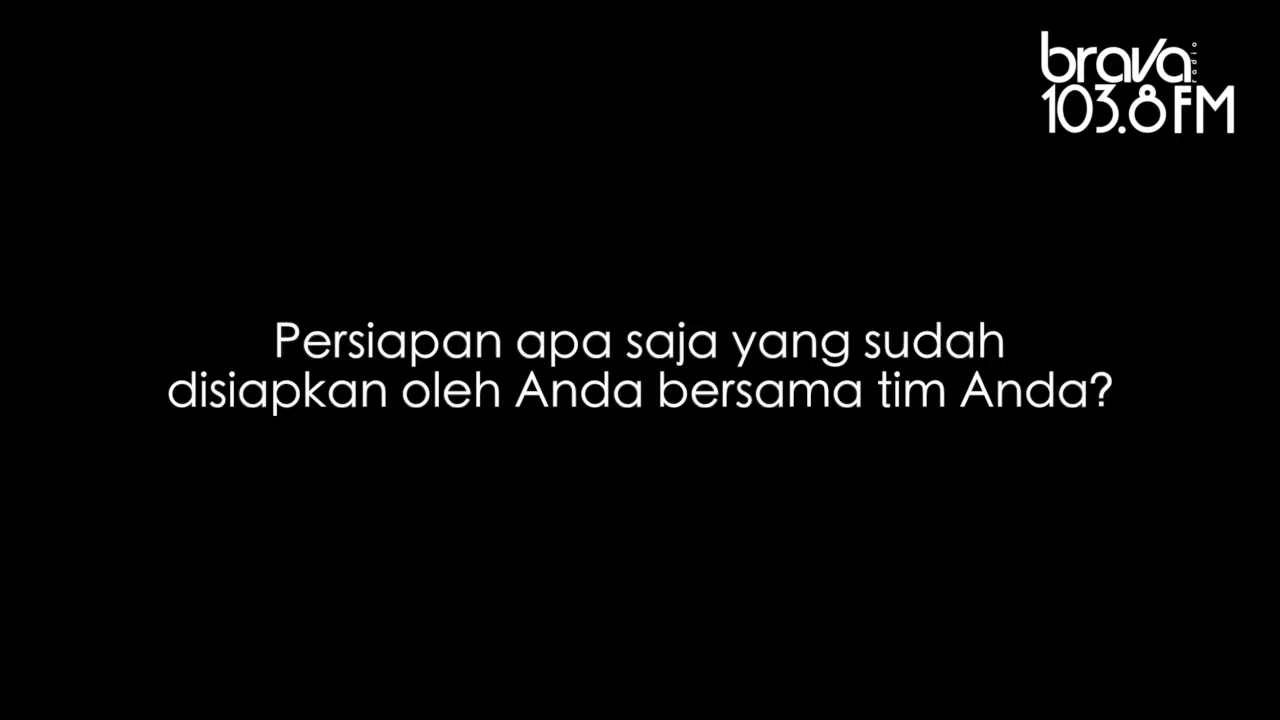 brava
radio
103.8FM
Persiapan apa saja yang sudah
disiapkan oleh Anda bersama tim Anda?